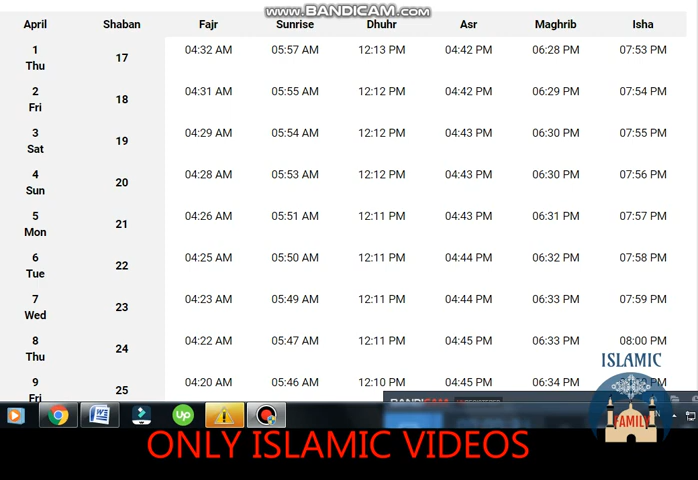 www.BANDICAM.com
April Shaban Fajr Sunrise Dhuhr Asr Maghrib Isha
1 Thu 17 04:32 AM 05:57 AM 12:13 PM 04:42 PM 06:28 PM 07:53 PM
2 Fri 18 04:31 AM 05:55 AM 12:12 PM 04:42 PM 06:29 PM 07:54 PM
3 Sat 19 04:29 AM 05:54 AM 12:12 PM 04:43 PM 06:30 PM 07:55 PM
4 Sun 20 04:28 AM 05:53 AM 12:12 PM 04:43 PM 06:30 PM 07:56 PM
5 Mon 21 04:26 AM 05:51 AM 12:11 PM 04:43 PM 06:31 PM 07:57 PM
6 Tue 22 04:25 AM 05:50 AM 12:11 PM 04:44 PM 06:32 PM 07:58 PM
7 Wed 23 04:23 AM 05:49 AM 12:11 PM 04:44 PM 06:33 PM 07:59 PM
8 Thu 24 04:22 AM 05:47 AM 12:11 PM 04:45 PM 06:33 PM 08:00 PM
9 Fri 25 04:20 AM 05:46 AM 12:10 PM 04:45 PM 06:34 PM
ISLAMIC
FAMILY
Up
ONLY ISLAMIC VIDEOS